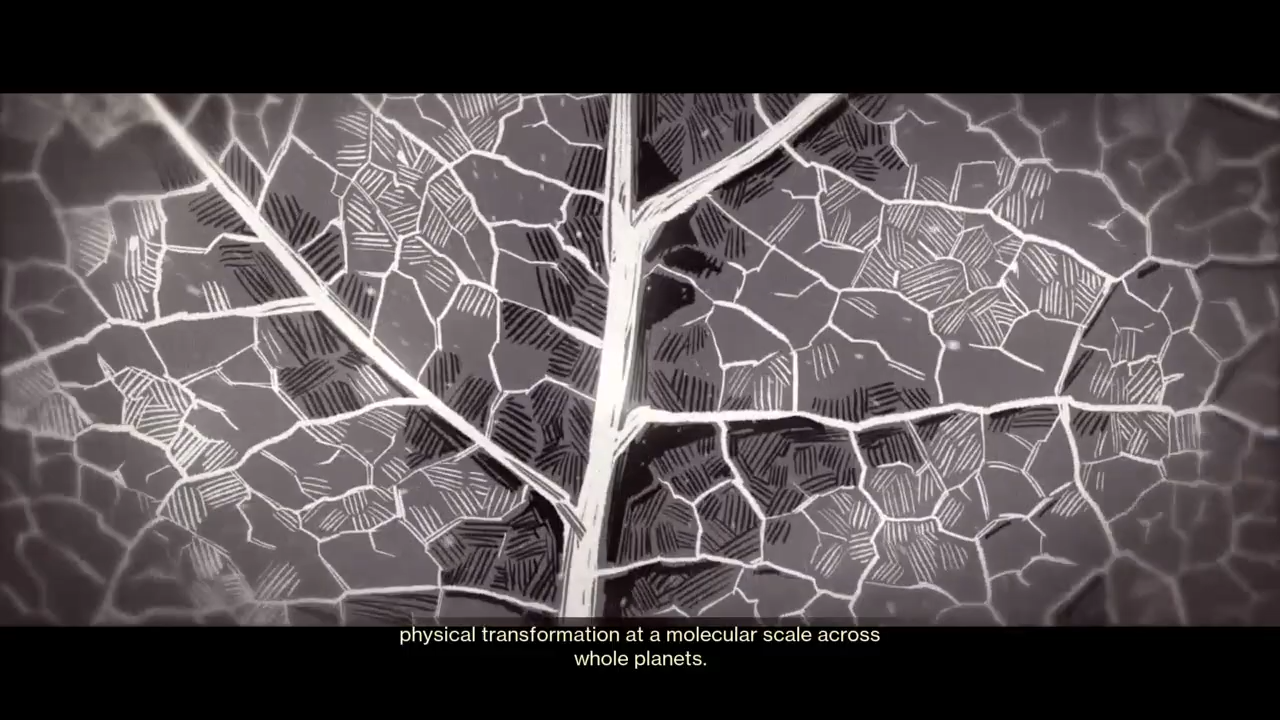 physical transformation at a molecular scale across
whole planets.